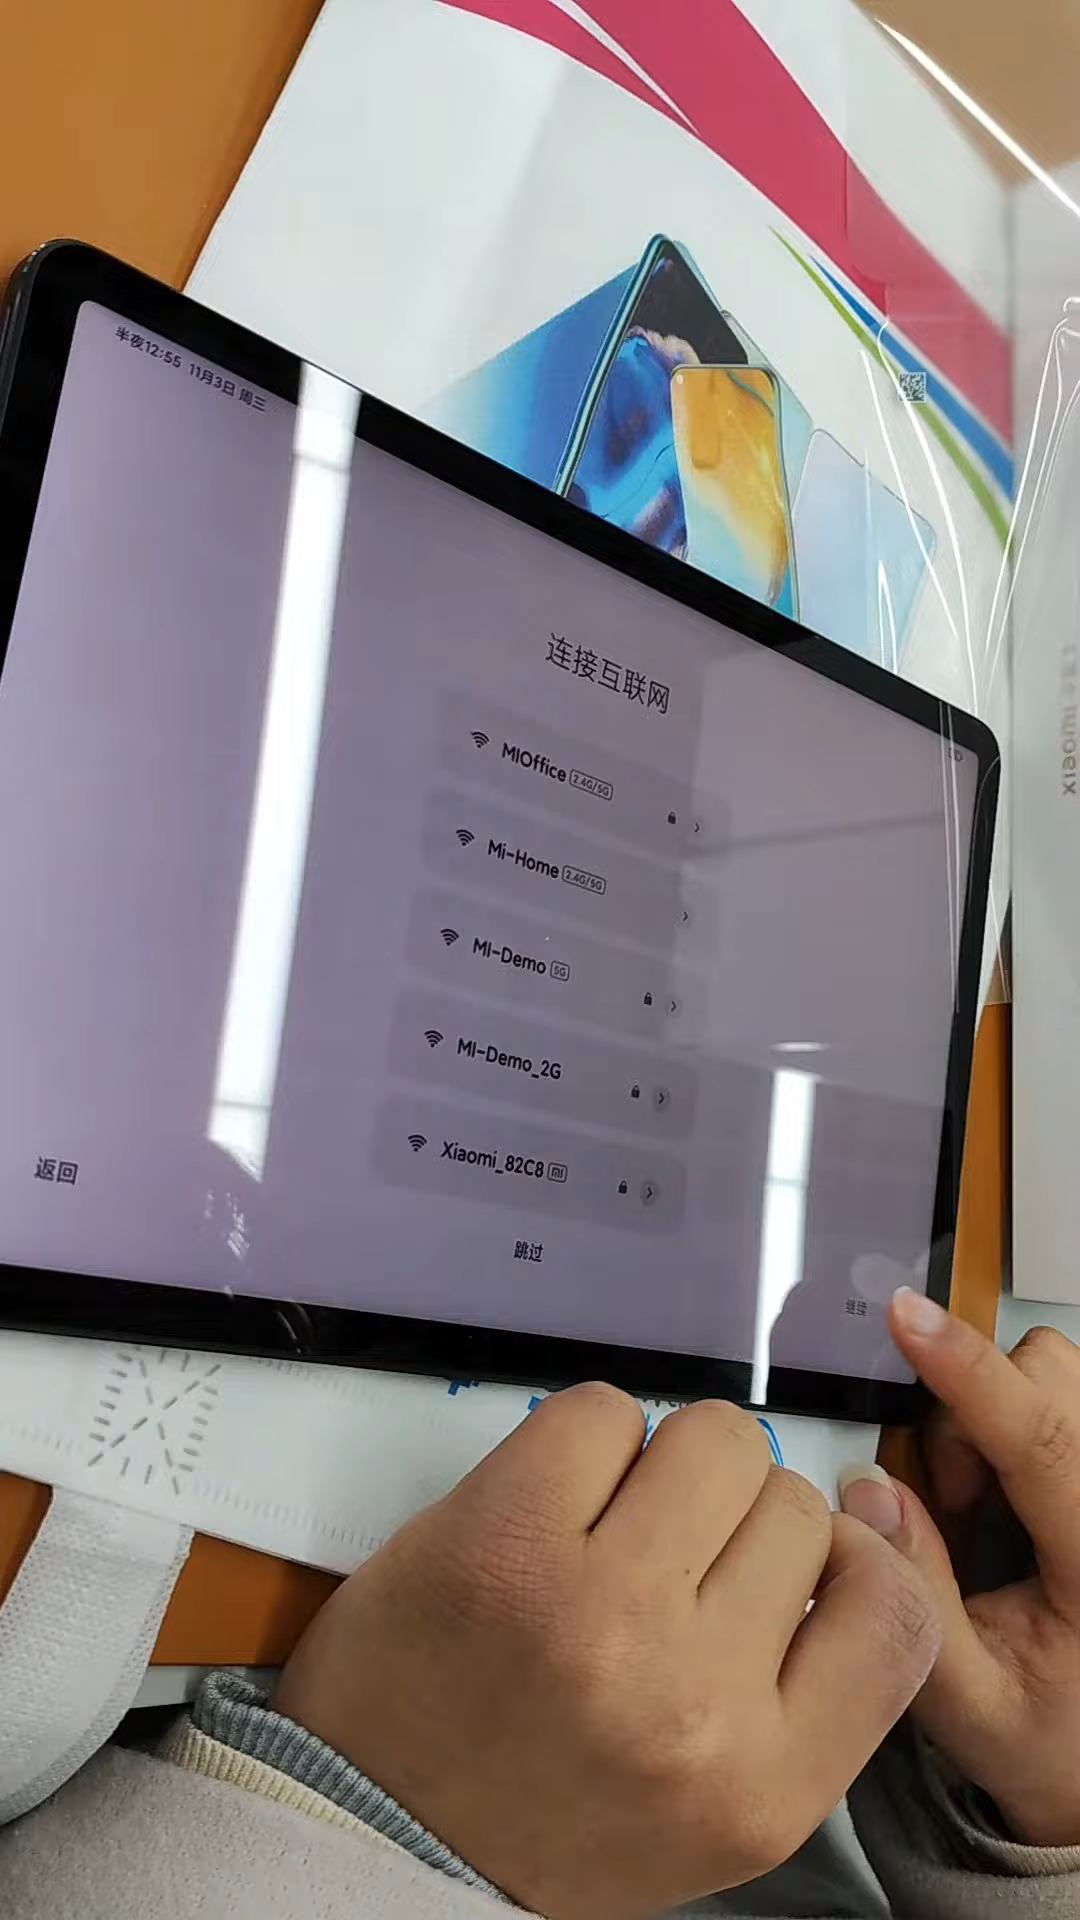 半夜12:55 11月3日 周三
连接互联网
MIOffice 2.4G/5G
Mi-Home 2.4G/5G
MI-Demo 5G
MI-Demo_2G
Xiaomi_82C8 MI
跳过
返回
继续
xiaomi